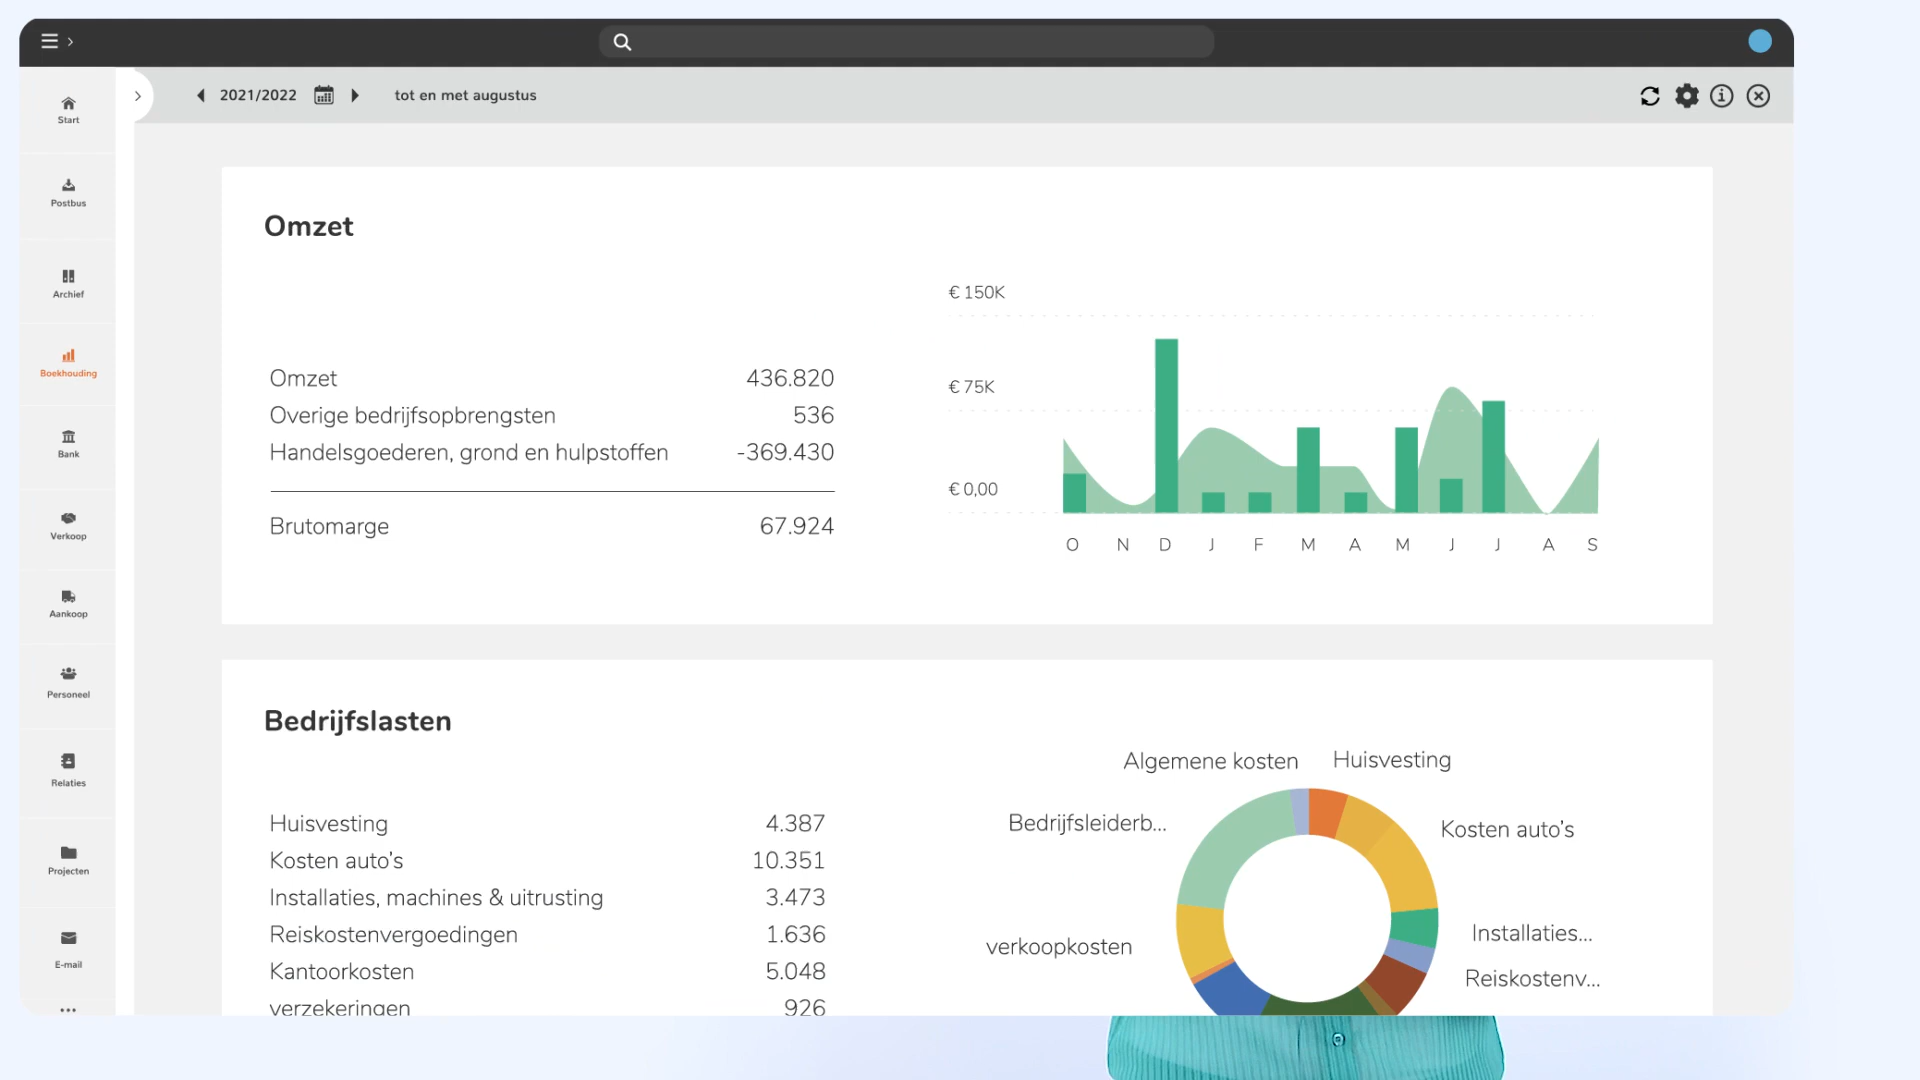 2021/2022 tot en met augustus
Start
Postbus
Archief
Boekhouding
Bank
Verkoop
Aankoop
Personeel
Relaties
Projecten
E-mail
Omzet
Omzet 436.820
Overige bedrijfsopbrengsten 536
Handelsgoederen, grond en hulpstoffen -369.430
Brutomarge 67.924
€ 150K
€ 75K
€ 0,00
O N D J F M A M J J A S
Bedrijfslasten
Huisvesting 4.387
Kosten auto's 10.351
Installaties, machines & uitrusting 3.473
Reiskostenvergoedingen 1.636
Kantoorkosten 5.048
verzekeringen 926
Algemene kosten
Huisvesting
Bedrijfsleiderb...
Kosten auto's
verkoopkosten
Installaties...
Reiskostenv...